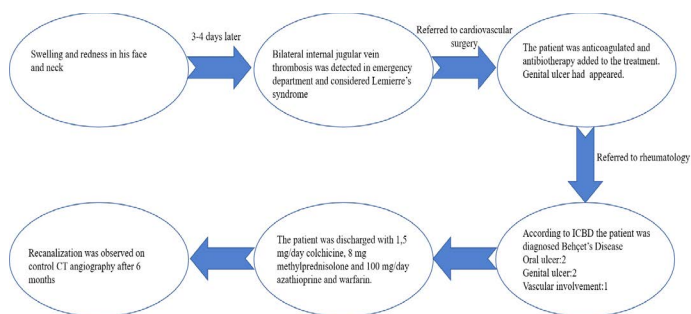 Swelling and redness in his face
and neck
3-4 days later
Bilateral internal jugular vein
thrombosis was detected in emergency
department and considered Lemierre's
syndrome
Referred to cardiovascular
surgery
The patient was anticoagulated and
antibiotherapy added to the treatment.
Genital ulcer had appeared.
Referred to rheumatology
According to ICBD the patient was
diagnosed Behçet's Disease
Oral ulcer:2
Genital ulcer:2
Vascular involvement:1
The patient was discharged with 1,5
mg/day colchicine, 8 mg
methylprednisolone and 100 mg/day
azathioprine and warfarin.
Recanalization was observed on
control CT angiography after 6
months